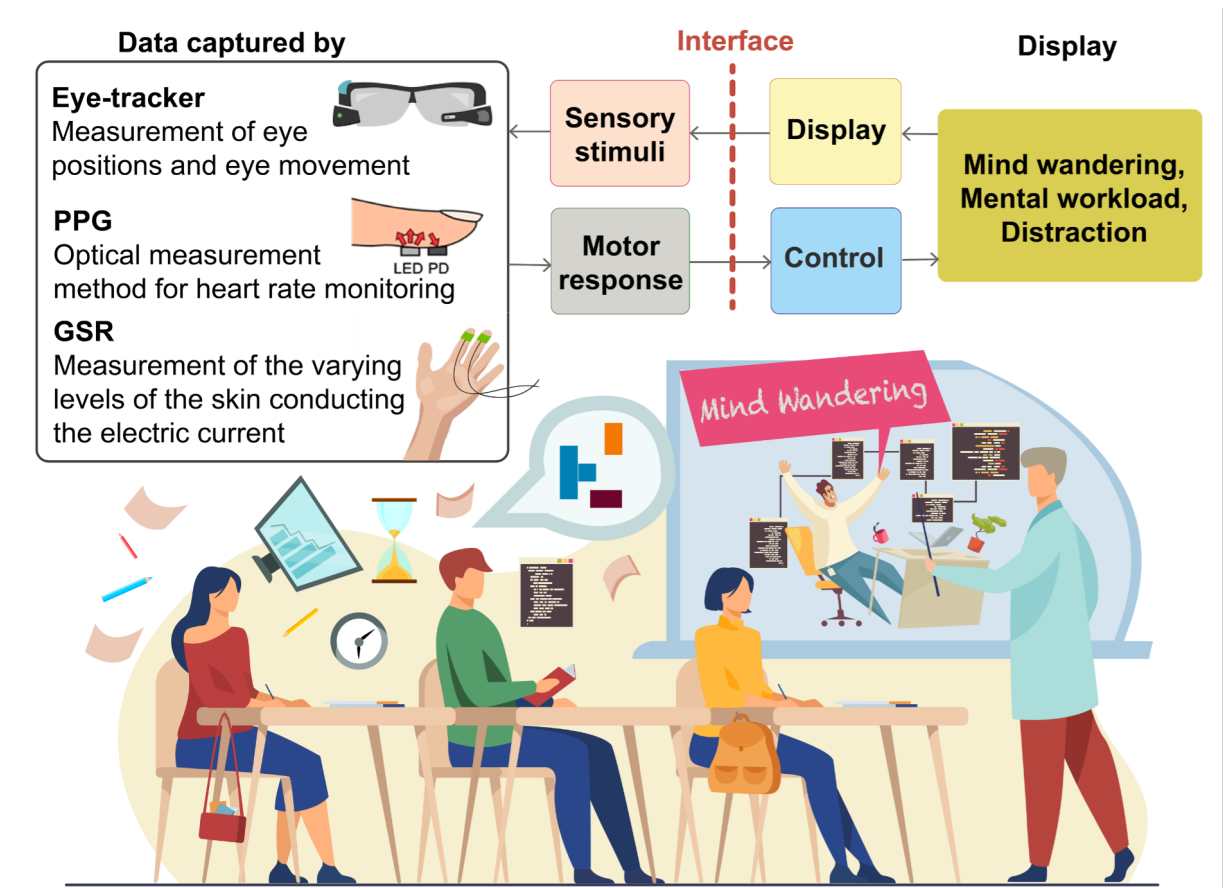 Data captured by
Eye-tracker
Measurement of eye
positions and eye movement
PPG
Optical measurement
method for heart rate monitoring
LED PD
GSR
Measurement of the varying
levels of the skin conducting
the electric current
Interface
Display
Sensory
stimuli
Display
Mind wandering,
Mental workload,
Distraction
Motor
response
Control
Mind Wandering